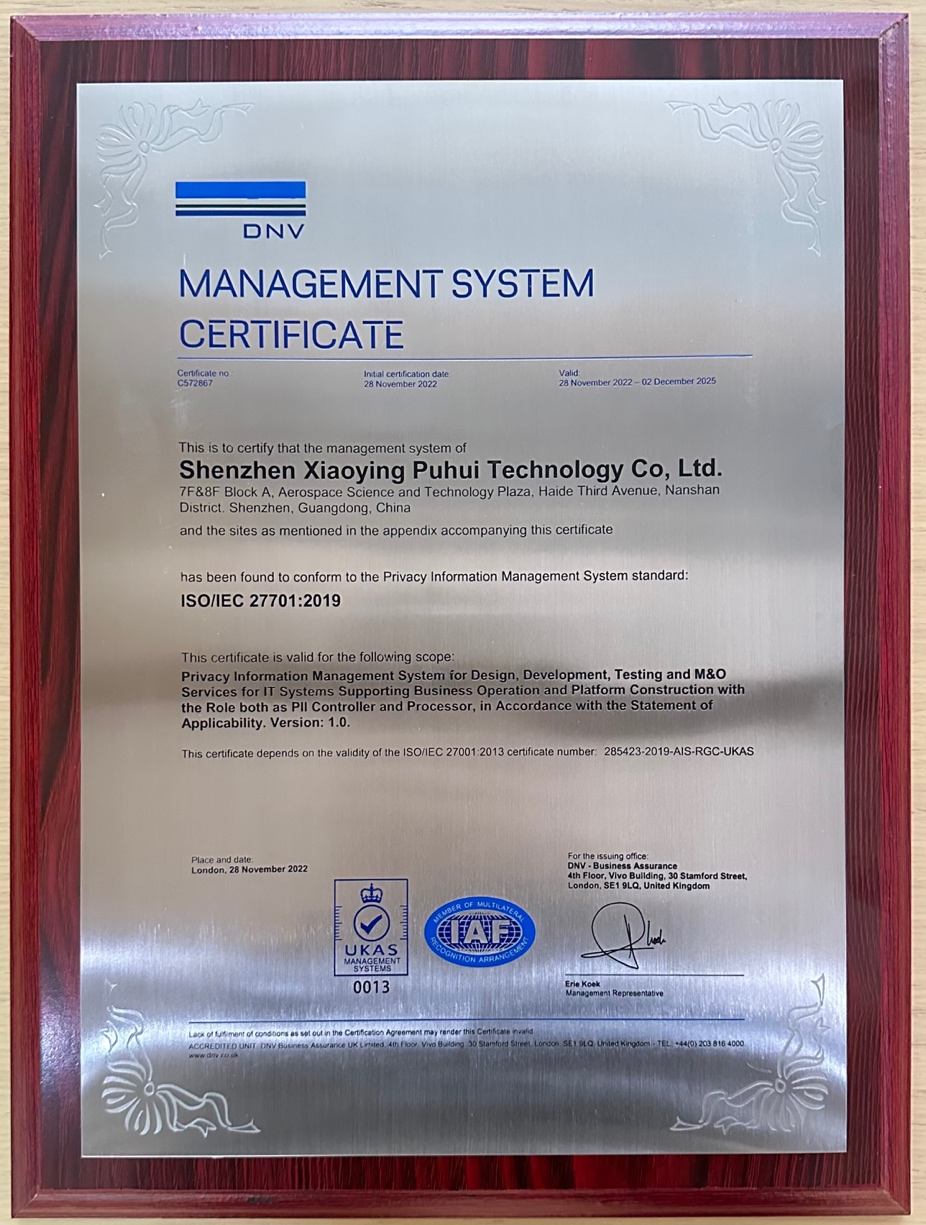 DNV
MANAGEMENT SYSTEM
CERTIFICATE
Certificate no
C572867
Initial certification date
28 November 2022
Valid:
28 November 2022 – 02 December 2025
This is to certify that the management system of
Shenzhen Xiaoying Puhui Technology Co, Ltd.
7F&8F Block A, Aerospace Science and Technology Plaza, Haide Third Avenue, Nanshan
District. Shenzhen, Guangdong, China
and the sites as mentioned in the appendix accompanying this certificate
has been found to conform to the Privacy Information Management System standard:
ISO/IEC 27701:2019
This certificate is valid for the following scope:
Privacy Information Management System for Design, Development, Testing and M&O
Services for IT Systems Supporting Business Operation and Platform Construction with
the Role both as PII Controller and Processor, in Accordance with the Statement of
Applicability. Version: 1.0.
This certificate depends on the validity of the ISO/IEC 27001:2013 certificate number: 285423-2019-AIS-RGC-UKAS
Place and date:
London, 28 November 2022
For the issuing office:
DNV - Business Assurance
4th Floor, Vivo Building, 30 Stamford Street,
London, SE1 9LQ, United Kingdom
UKAS
MANAGEMENT
SYSTEMS
0013
MEMBER OF MULTILATERAL
IAF
RECOGNITION ARRANGEMENT
Erie Koek
Management Representative
Lack of fulfilment of conditions as set out in the Certification Agreement may render this Certificate invalid.
ACCREDITED UNIT: DNV Business Assurance UK Limited, 4th Floor, Vivo Building, 30 Stamford Street, London, SE1 9LQ, United Kingdom - TEL: +44(0) 203 816 4000.
www.dnv.co.uk